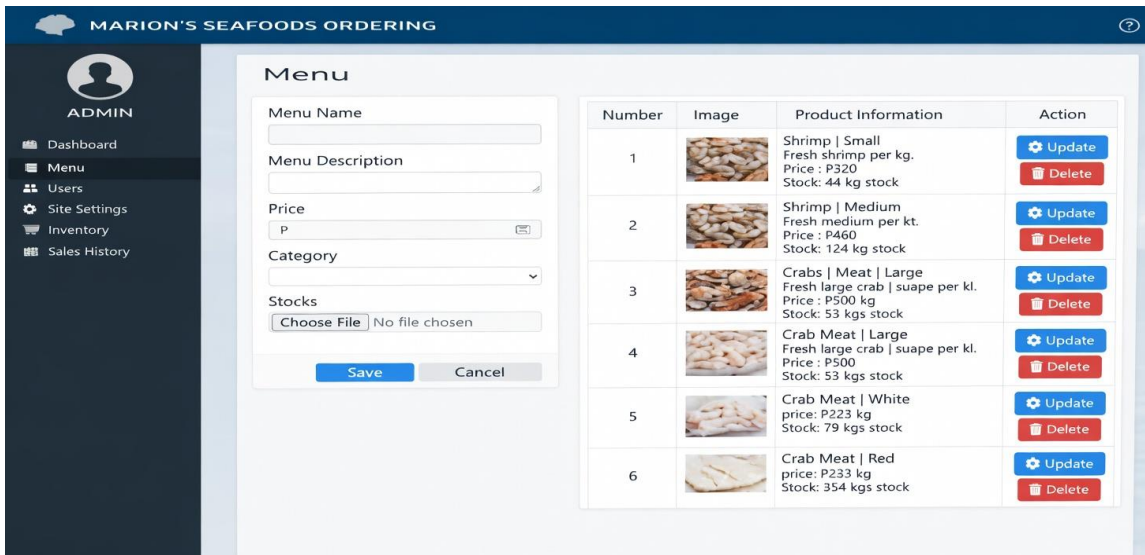 MARION'S SEAFOODS ORDERING
ADMIN
Dashboard
Menu
Users
Site Settings
Inventory
Sales History
Menu
Menu Name
Menu Description
Price
P
Category
Stocks
Choose File No file chosen
Save Cancel
Number Image Product Information Action
1
Shrimp | Small
Fresh shrimp per kg.
Price : P320
Stock: 44 kg stock
Update
Delete
2
Shrimp | Medium
Fresh medium per kt.
Price : P460
Stock: 124 kg stock
Update
Delete
3
Crabs | Meat | Large
Fresh large crab | suape per kl.
Price : P500 kg
Stock: 53 kgs stock
Update
Delete
4
Crab Meat | Large
Fresh large crab | suape per kl.
Price : P500
Stock: 53 kgs stock
Update
Delete
5
Crab Meat | White
price: P223 kg
Stock: 79 kgs stock
Update
Delete
6
Crab Meat | Red
price: P233 kg
Stock: 354 kgs stock
Update
Delete